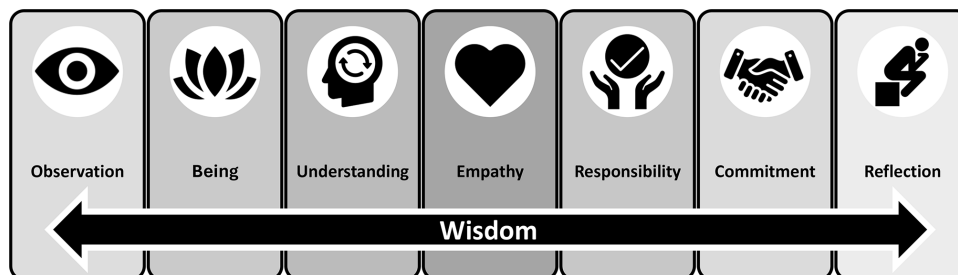 Observation
Being
Understanding
Empathy
Responsibility
Commitment
Reflection
Wisdom